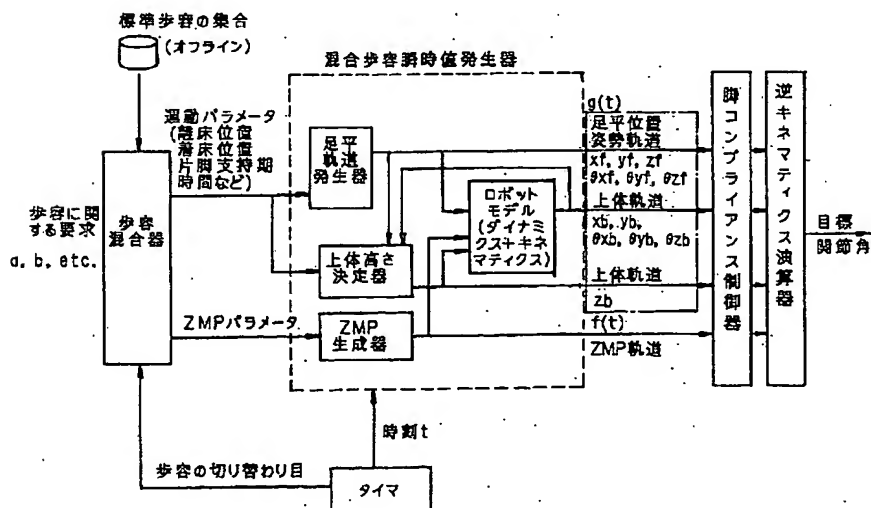 標準歩容の集合
(オフライン)
混合歩容瞬時値発生器
運動パラメータ
(離床位置
着床位置
片脚支持期
時間など)
足平
軌道
発生器
歩容に関
する要求
a, b, etc.
歩容
混合器
上体高さ
決定器
ロボット
モデル
(ダイナミ
クス+キネ
マティクス)
ZMPパラメータ
ZMP
生成器
g(t)
足平位置
姿勢軌道
xf, yf, zf
θxf, θyf, θzf
上体軌道
xb, yb,
θxb, θyb, θzb
上体軌道
zb
f(t)
ZMP軌道
脚コンプライアンス制御器
逆キネマティクス演算器
目標
関節角
時刻t
歩容の切り替わり目
タイマ